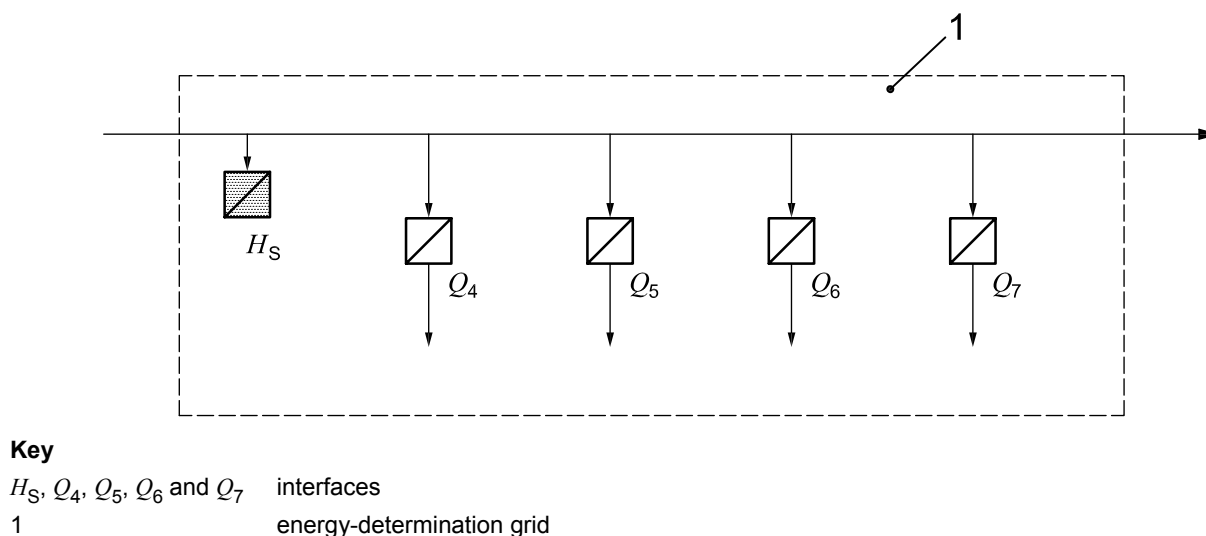 1
H_S
Q_4 Q_5 Q_6 Q_7
Key
H_S, Q_4, Q_5, Q_6 and Q_7 interfaces
1 energy-determination grid